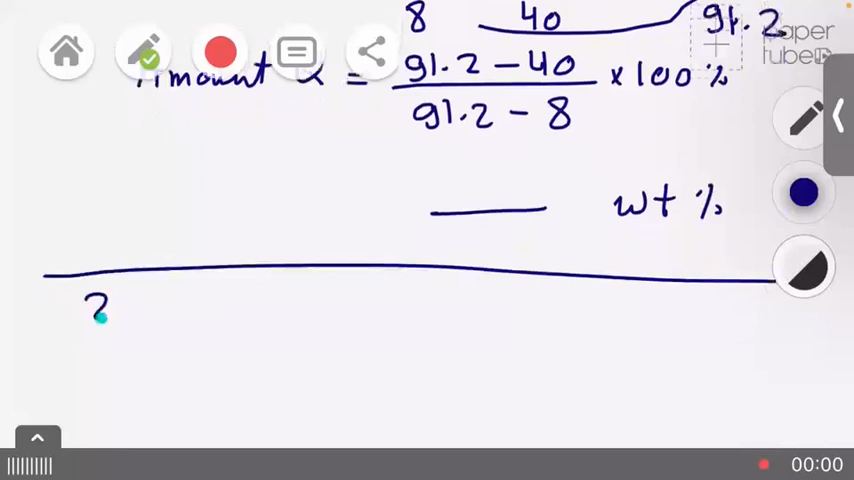 8 40 91.2
paper
tube
Amount α = 91.2 - 40 × 100 %
91.2 - 8
wt %
2
00:00